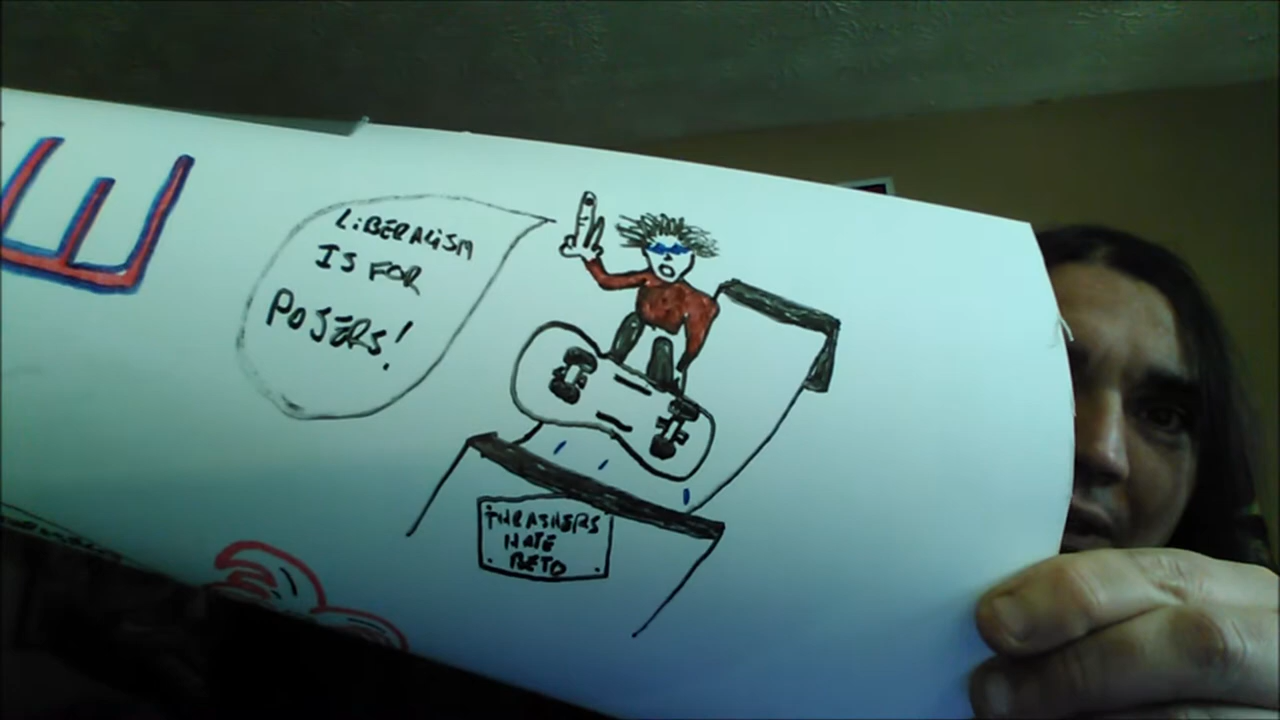 E
LIBERALISM
IS FOR
POSERS!
THRASHERS
HATE
BETO